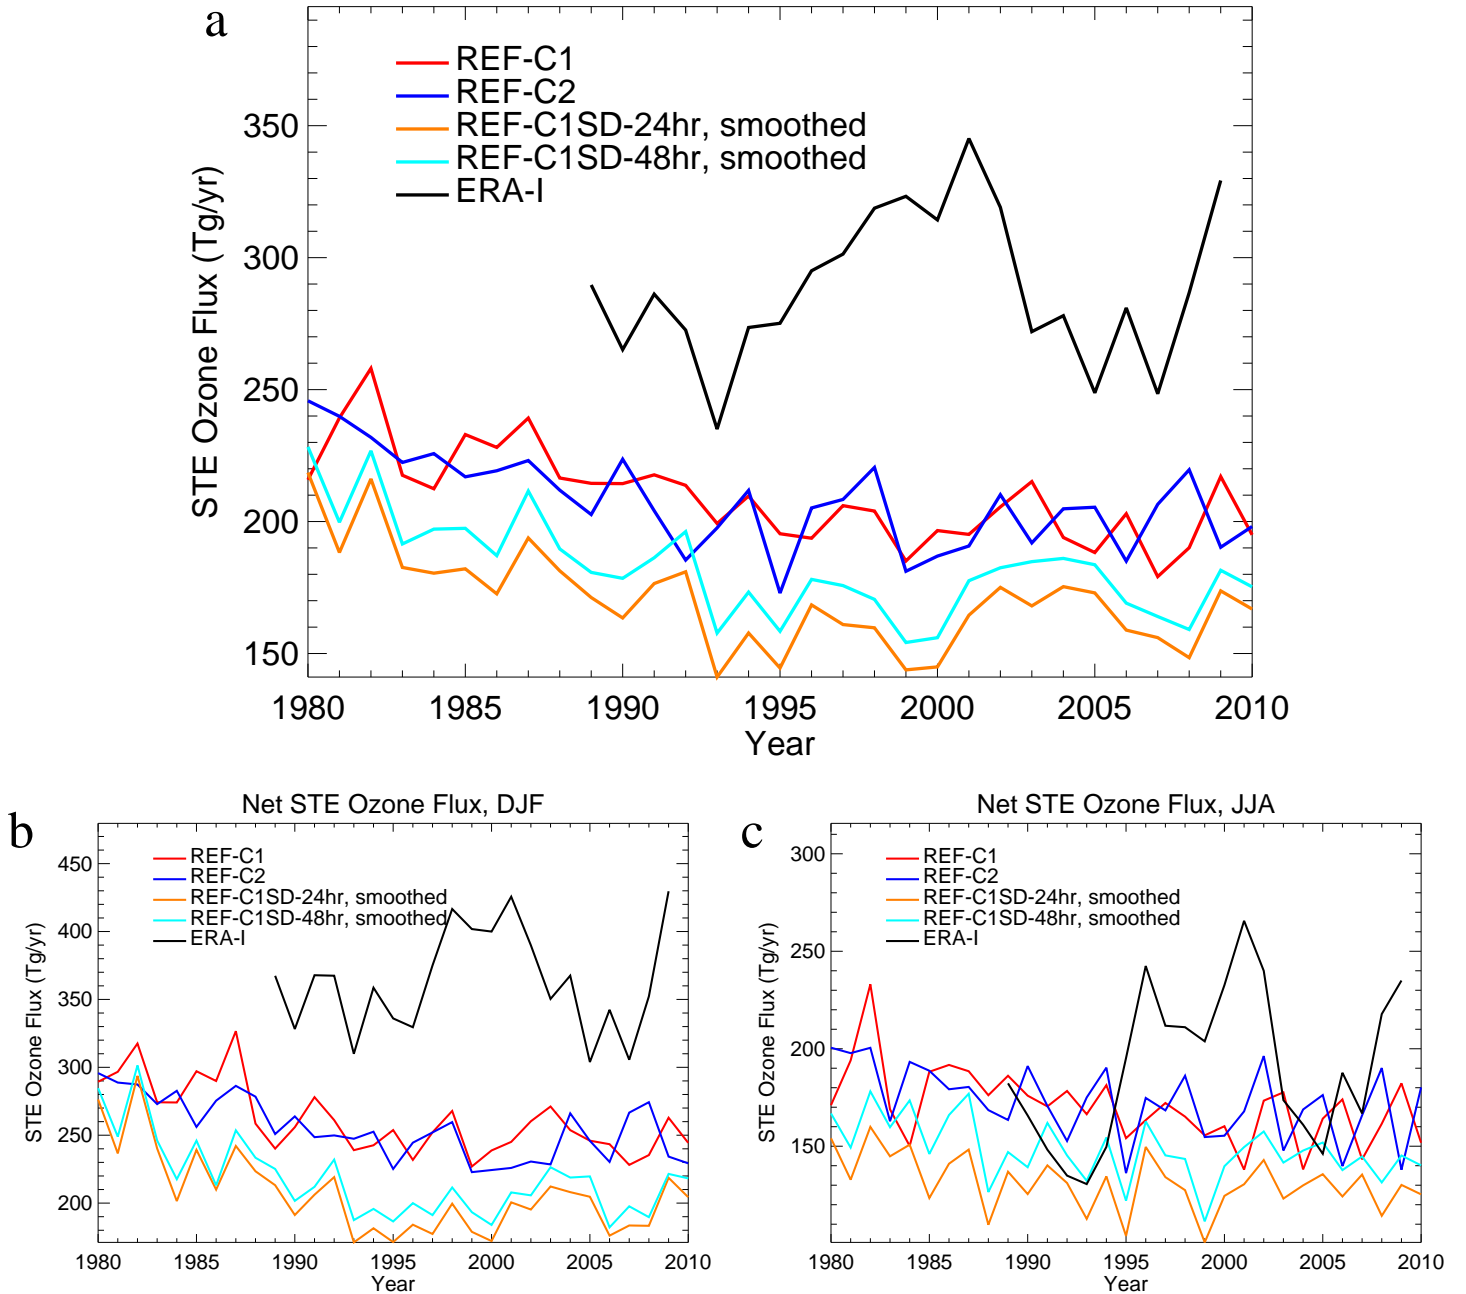 a
REF-C1
REF-C2
REF-C1SD-24hr, smoothed
REF-C1SD-48hr, smoothed
ERA-I
STE Ozone Flux (Tg/yr)
350
300
250
200
150
1980 1985 1990 1995 2000 2005 2010
Year
b
Net STE Ozone Flux, DJF
REF-C1
REF-C2
REF-C1SD-24hr, smoothed
REF-C1SD-48hr, smoothed
ERA-I
STE Ozone Flux (Tg/yr)
450
400
350
300
250
200
1980 1985 1990 1995 2000 2005 2010
Year
c
Net STE Ozone Flux, JJA
REF-C1
REF-C2
REF-C1SD-24hr, smoothed
REF-C1SD-48hr, smoothed
ERA-I
STE Ozone Flux (Tg/yr)
300
250
200
150
1980 1985 1990 1995 2000 2005 2010
Year